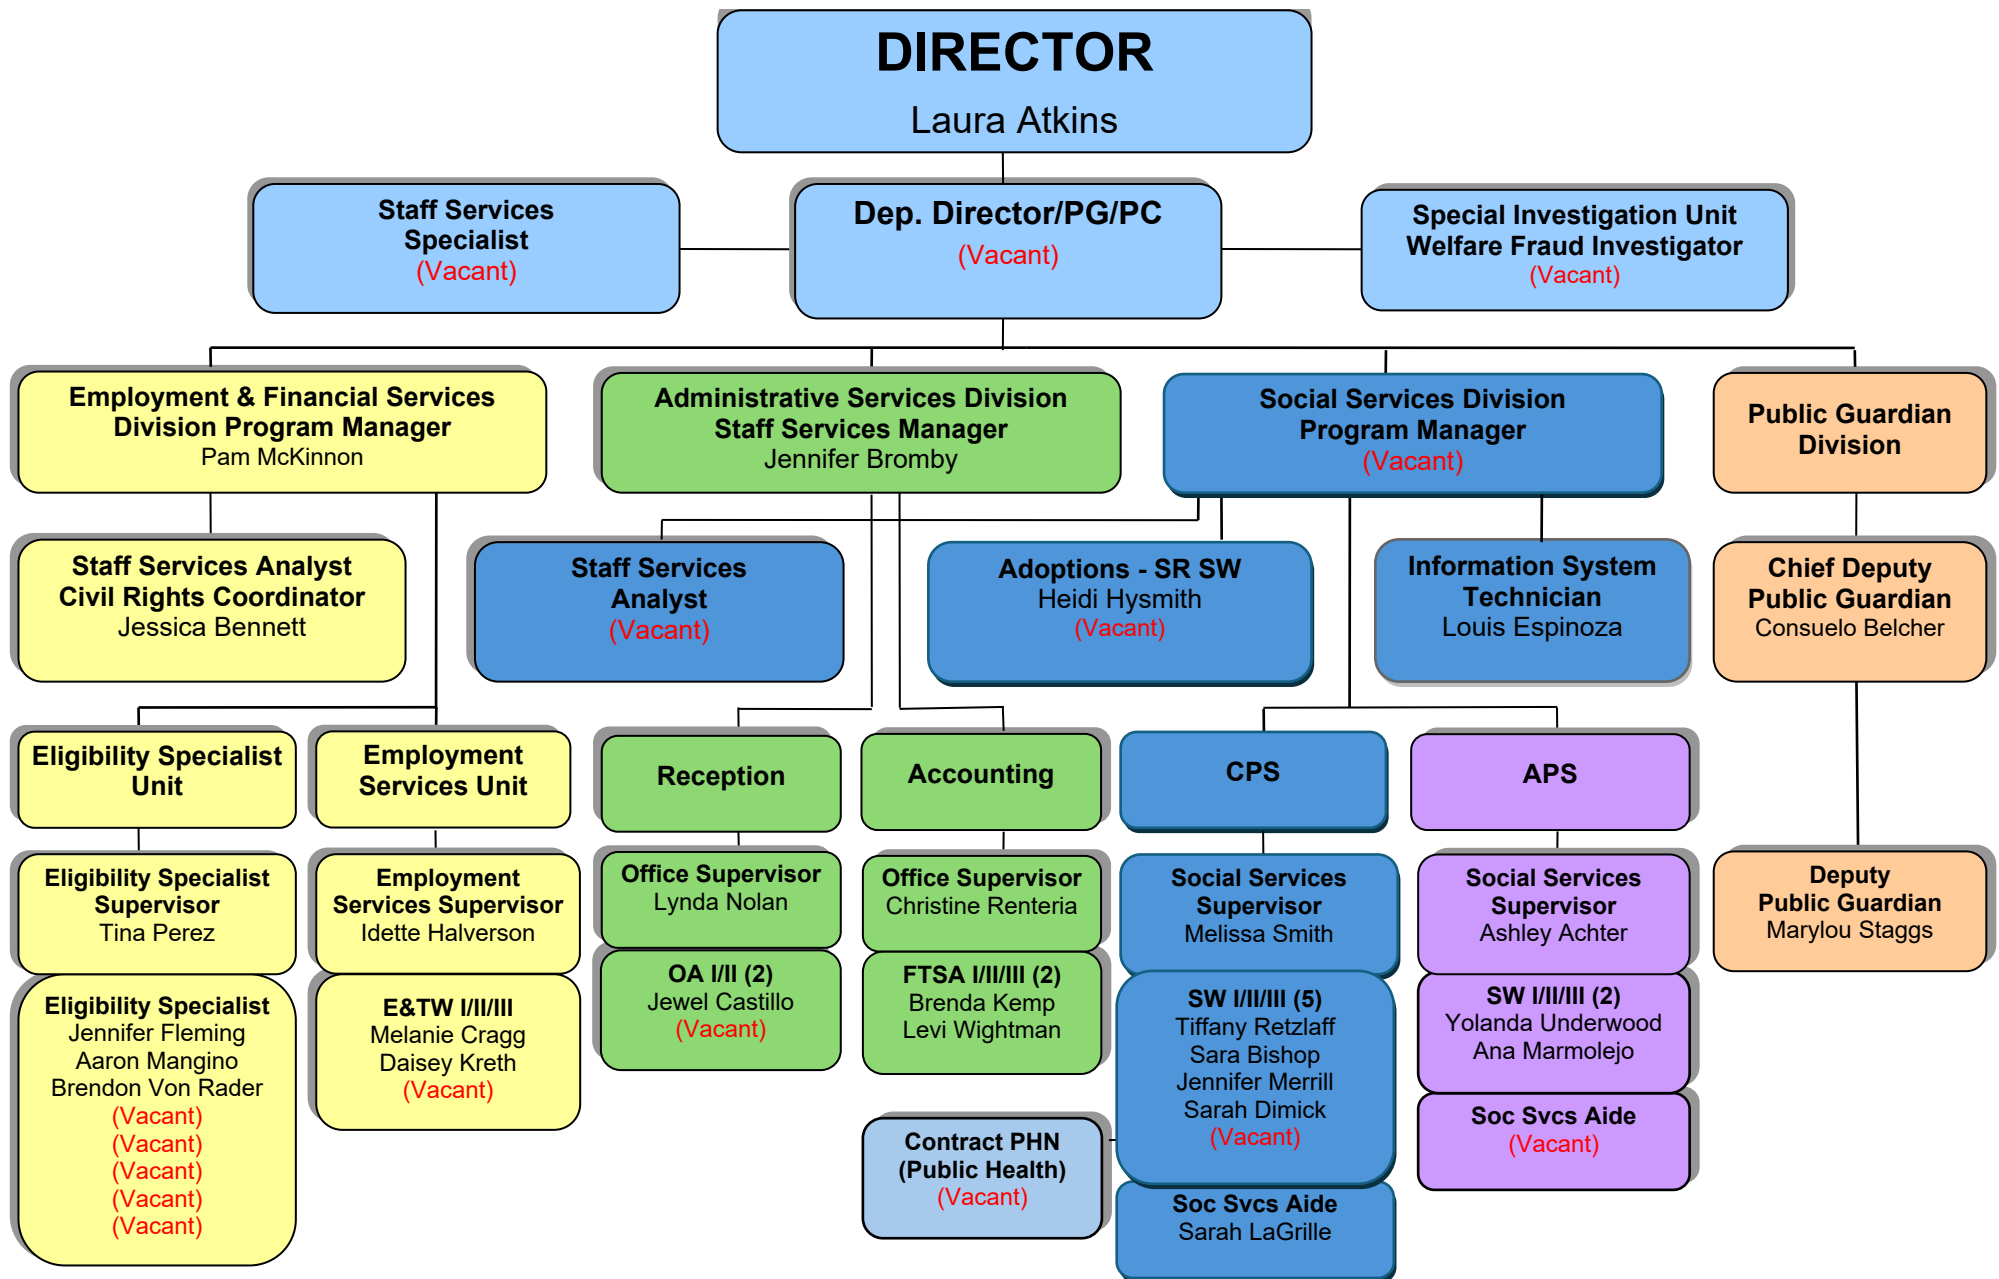 DIRECTOR
Laura Atkins
Staff Services
Specialist
(Vacant)
Dep. Director/PG/PC
(Vacant)
Special Investigation Unit
Welfare Fraud Investigator
(Vacant)
Employment & Financial Services
Division Program Manager
Pam McKinnon
Administrative Services Division
Staff Services Manager
Jennifer Bromby
Social Services Division
Program Manager
(Vacant)
Public Guardian
Division
Staff Services Analyst
Civil Rights Coordinator
Jessica Bennett
Staff Services
Analyst
(Vacant)
Adoptions - SR SW
Heidi Hysmith
(Vacant)
Information System
Technician
Louis Espinoza
Chief Deputy
Public Guardian
Consuelo Belcher
Eligibility Specialist
Unit
Employment
Services Unit
Reception
Accounting
CPS
APS
Eligibility Specialist
Supervisor
Tina Perez
Employment
Services Supervisor
Idette Halverson
Office Supervisor
Lynda Nolan
Office Supervisor
Christine Renteria
Social Services
Supervisor
Melissa Smith
Social Services
Supervisor
Ashley Achter
Deputy
Public Guardian
Marylou Staggs
Eligibility Specialist
Jennifer Fleming
Aaron Mangino
Brendon Von Rader
(Vacant)
(Vacant)
(Vacant)
(Vacant)
(Vacant)
E&TW I/II/III
Melanie Cragg
Daisey Kreth
(Vacant)
OA I/II (2)
Jewel Castillo
(Vacant)
FTSA I/II/III (2)
Brenda Kemp
Levi Wightman
SW I/II/III (5)
Tiffany Retzlaff
Sara Bishop
Jennifer Merrill
Sarah Dimick
(Vacant)
SW I/II/III (2)
Yolanda Underwood
Ana Marmolejo
Contract PHN
(Public Health)
(Vacant)
Soc Svcs Aide
Sarah LaGrille
Soc Svcs Aide
(Vacant)